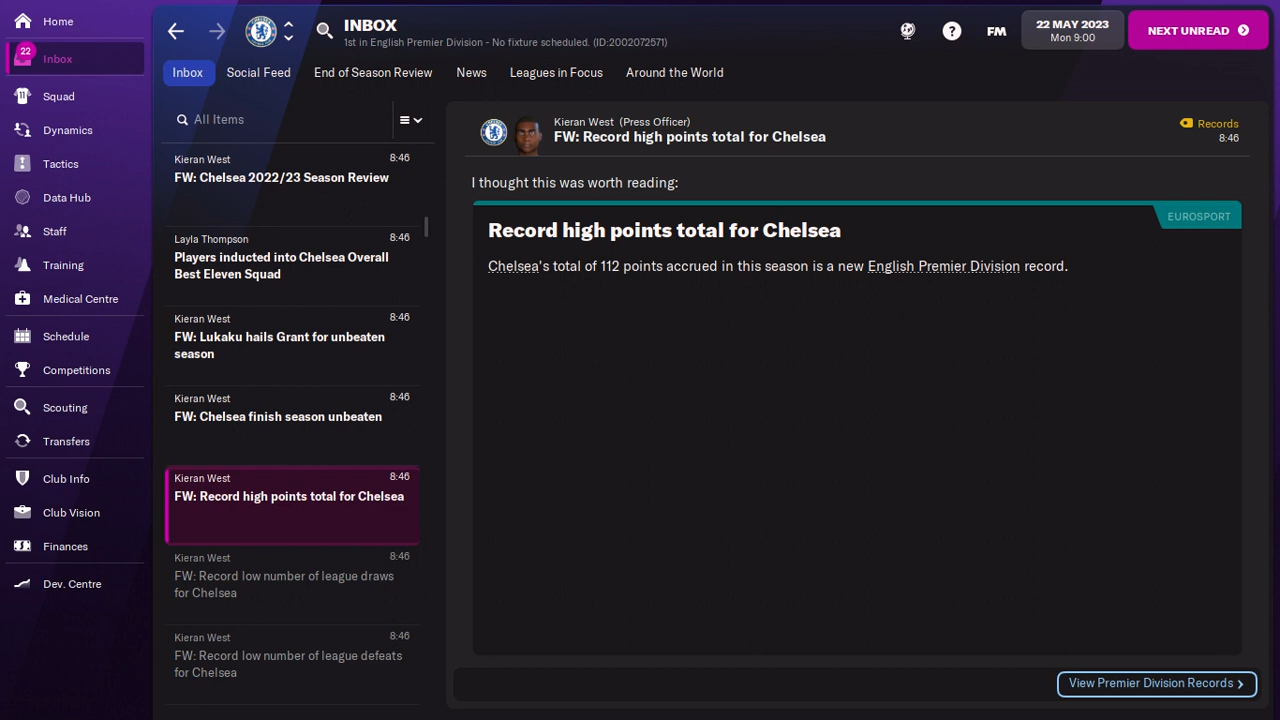 Home
22
Inbox
Squad
Dynamics
Tactics
Data Hub
Staff
Training
Medical Centre
Schedule
Competitions
Scouting
Transfers
Club Info
Club Vision
Finances
Dev. Centre
INBOX
1st in English Premier Division - No fixture scheduled. (ID:2002072571)
?
FM
22 MAY 2023
Mon 9:00
NEXT UNREAD
Inbox
Social Feed
End of Season Review
News
Leagues in Focus
Around the World
All Items
Kieran West 8:46
FW: Chelsea 2022/23 Season Review
Layla Thompson 8:46
Players inducted into Chelsea Overall
Best Eleven Squad
Kieran West 8:46
FW: Lukaku hails Grant for unbeaten
season
Kieran West 8:46
FW: Chelsea finish season unbeaten
Kieran West 8:46
FW: Record high points total for Chelsea
Kieran West 8:46
FW: Record low number of league draws
for Chelsea
Kieran West 8:46
FW: Record low number of league defeats
for Chelsea
Kieran West (Press Officer)
FW: Record high points total for Chelsea
Records
8:46
I thought this was worth reading:
EUROSPORT
Record high points total for Chelsea
Chelsea's total of 112 points accrued in this season is a new English Premier Division record.
View Premier Division Records